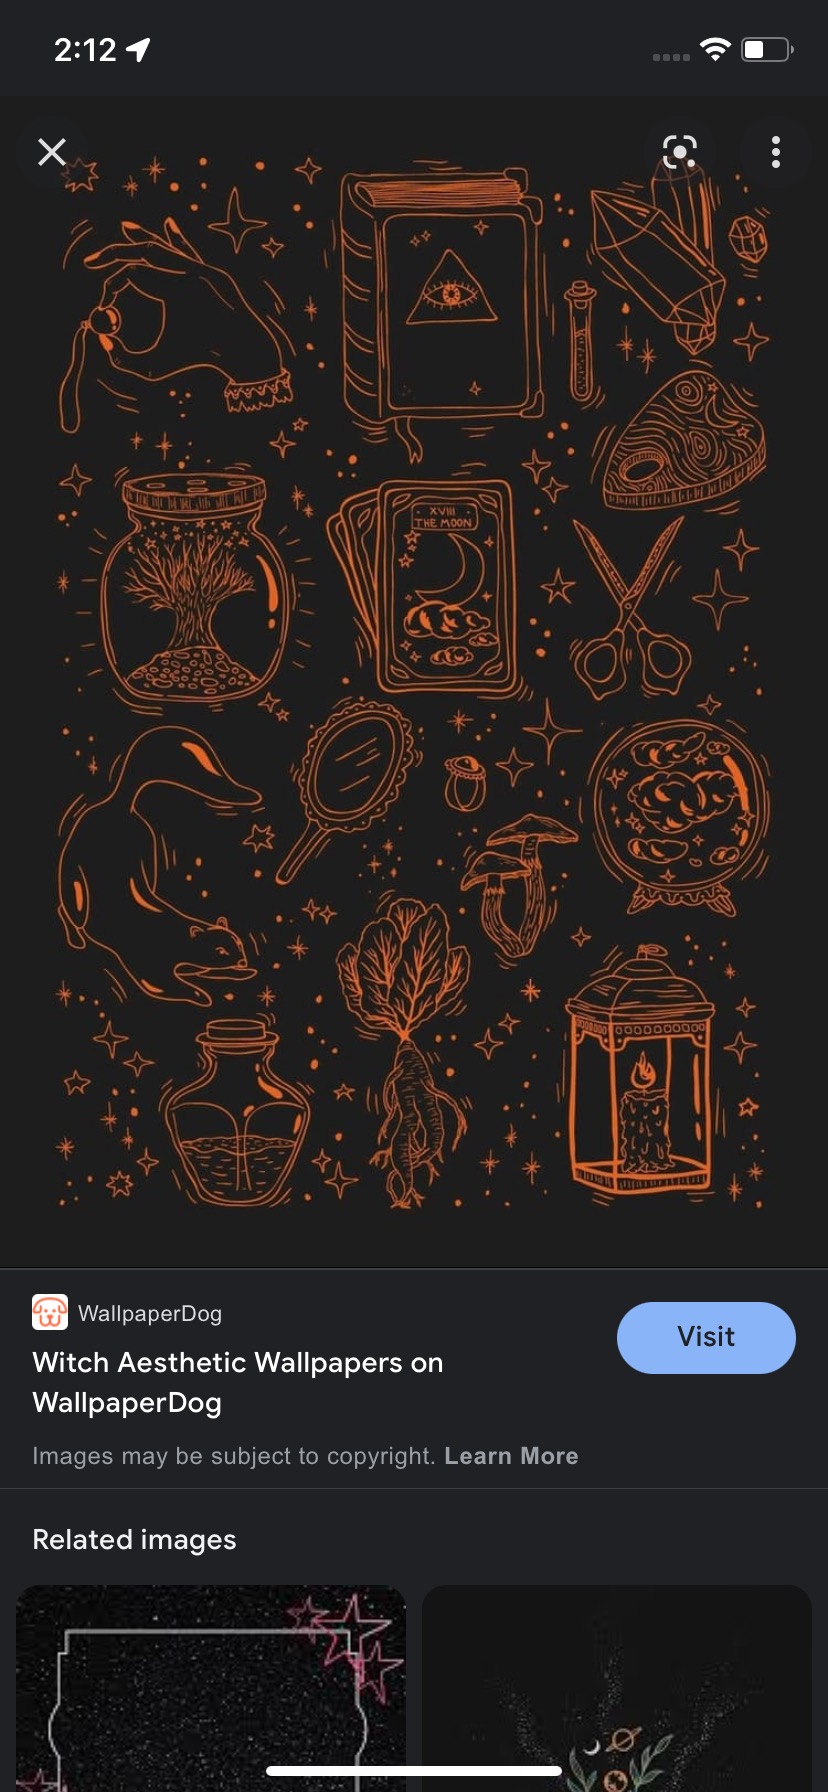 2:12
XVIII
THE MOON
WallpaperDog
Visit
Witch Aesthetic Wallpapers on
WallpaperDog
Images may be subject to copyright. Learn More
Related images